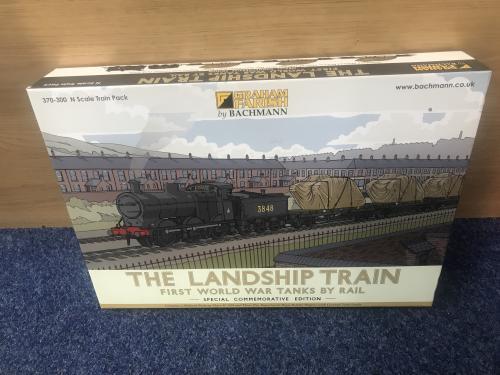 THE LANDSHIP TRAIN
370-300 N Scale Train Pack
GRAHAM FARISH
by BACHMANN
www.bachmann.co.uk
3848
THE LANDSHIP TRAIN
FIRST WORLD WAR TANKS BY RAIL
SPECIAL COMMEMORATIVE EDITION